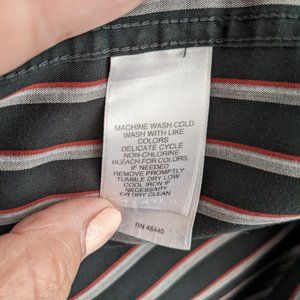 MACHINE WASH COLD
WASH WITH LIKE
COLORS
DELICATE CYCLE
NON-CHLORINE
BLEACH FOR COLORS,
IF NEEDED
REMOVE PROMPTLY
TUMBLE DRY LOW
COOL IRON IF
NECESSARY
OR DRY CLEAN
RN 46440